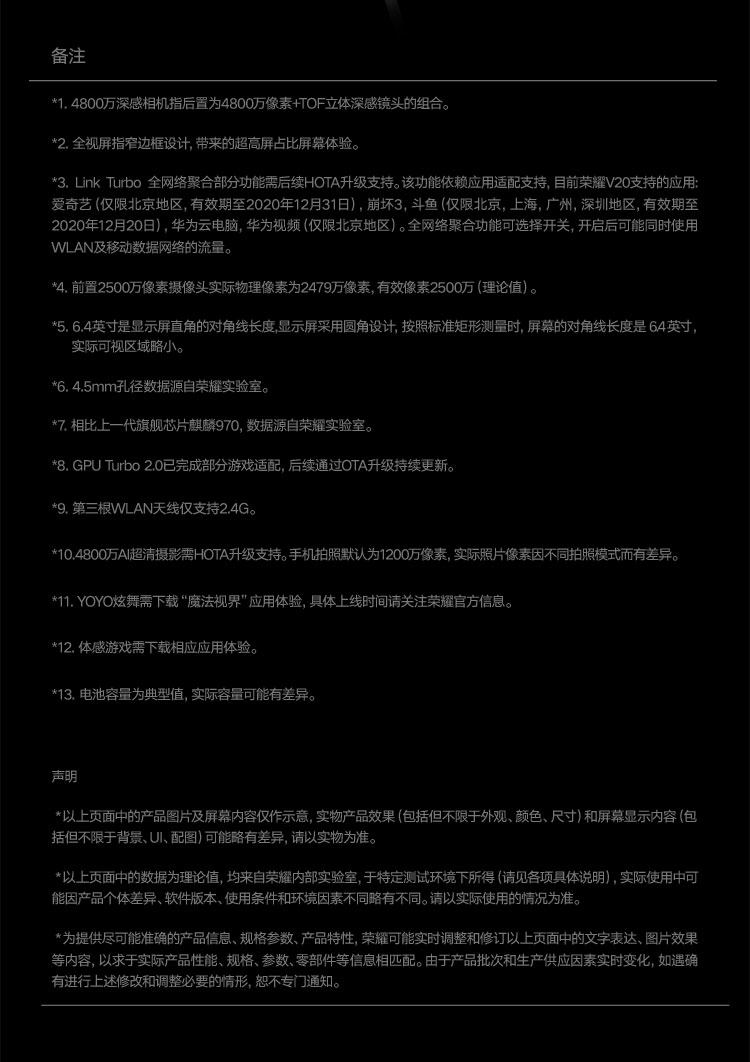 备注
*1. 4800万深感相机指后置为4800万像素+TOF立体深感镜头的组合。
*2. 全视屏指窄边框设计, 带来的超高屏占比屏幕体验。
*3. Link Turbo 全网络聚合部分功能需后续HOTA升级支持。该功能依赖应用适配支持, 目前荣耀V20支持的应用:
爱奇艺 (仅限北京地区, 有效期至2020年12月31日) , 崩坏3, 斗鱼 (仅限北京, 上海, 广州, 深圳地区, 有效期至
2020年12月20日) , 华为云电脑, 华为视频 (仅限北京地区) 。全网络聚合功能可选择开关, 开启后可能同时使用
WLAN及移动数据网络的流量。
*4. 前置2500万像素摄像头实际物理像素为2479万像素, 有效像素2500万 (理论值) 。
*5. 6.4英寸是显示屏直角的对角线长度,显示屏采用圆角设计, 按照标准矩形测量时, 屏幕的对角线长度是 6.4英寸,
实际可视区域略小。
*6. 4.5mm孔径数据源自荣耀实验室。
*7. 相比上一代旗舰芯片麒麟970, 数据源自荣耀实验室。
*8. GPU Turbo 2.0已完成部分游戏适配, 后续通过OTA升级持续更新。
*9. 第三根WLAN天线仅支持2.4G。
*10.4800万AI超清摄影需HOTA升级支持。手机拍照默认为1200万像素, 实际照片像素因不同拍照模式而有差异。
*11. YOYO炫舞需下载 “魔法视界” 应用体验, 具体上线时间请关注荣耀官方信息。
*12. 体感游戏需下载相应应用体验。
*13. 电池容量为典型值, 实际容量可能有差异。
声明
*以上页面中的产品图片及屏幕内容仅作示意, 实物产品效果 (包括但不限于外观、颜色、尺寸) 和屏幕显示内容 (包
括但不限于背景、UI、配图) 可能略有差异, 请以实物为准。
*以上页面中的数据为理论值, 均来自荣耀内部实验室, 于特定测试环境下所得 (请见各项具体说明) , 实际使用中可
能因产品个体差异、软件版本、使用条件和环境因素不同略有不同。请以实际使用的情况为准。
*为提供尽可能准确的产品信息、规格参数、产品特性, 荣耀可能实时调整和修订以上页面中的文字表达、图片效果
等内容, 以求于实际产品性能、规格、参数、零部件等信息相匹配。由于产品批次和生产供应因素实时变化, 如遇确
有进行上述修改和调整必要的情形, 恕不专门通知。